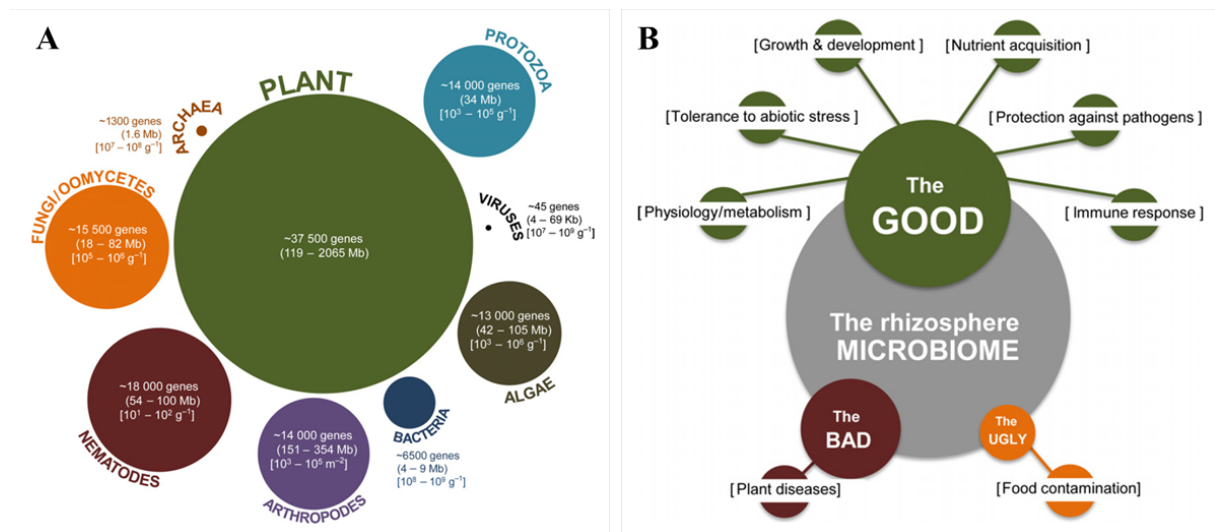 A
PLANT
~37 500 genes
(119 – 2065 Mb)
PROTOZOA
~14 000 genes
(34 Mb)
[10³ – 10⁵ g⁻¹]
ARCHAEA
~1300 genes
(1.6 Mb)
[10⁷ – 10⁸ g⁻¹]
FUNGI/OOMYCETES
~15 500 genes
(18 – 82 Mb)
[10⁵ – 10⁶ g⁻¹]
VIRUSES
~45 genes
(4 – 69 Kb)
[10⁷ – 10⁹ g⁻¹]
~13 000 genes
(42 – 105 Mb)
[10³ – 10⁶ g⁻¹]
ALGAE
~18 000 genes
(54 – 100 Mb)
[10¹ – 10² g⁻¹]
NEMATODES
~14 000 genes
(151 – 354 Mb)
[10³ – 10⁵ m⁻²]
ARTHROPODES
BACTERIA
~6500 genes
(4 – 9 Mb)
[10⁸ – 10⁹ g⁻¹]
B
[Growth & development ]
[Nutrient acquisition ]
[Tolerance to abiotic stress ]
[Protection against pathogens]
[Physiology/metabolism ]
[Immune response ]
The
GOOD
The rhizosphere
MICROBIOME
The
BAD
The
UGLY
[Plant diseases]
[Food contamination]